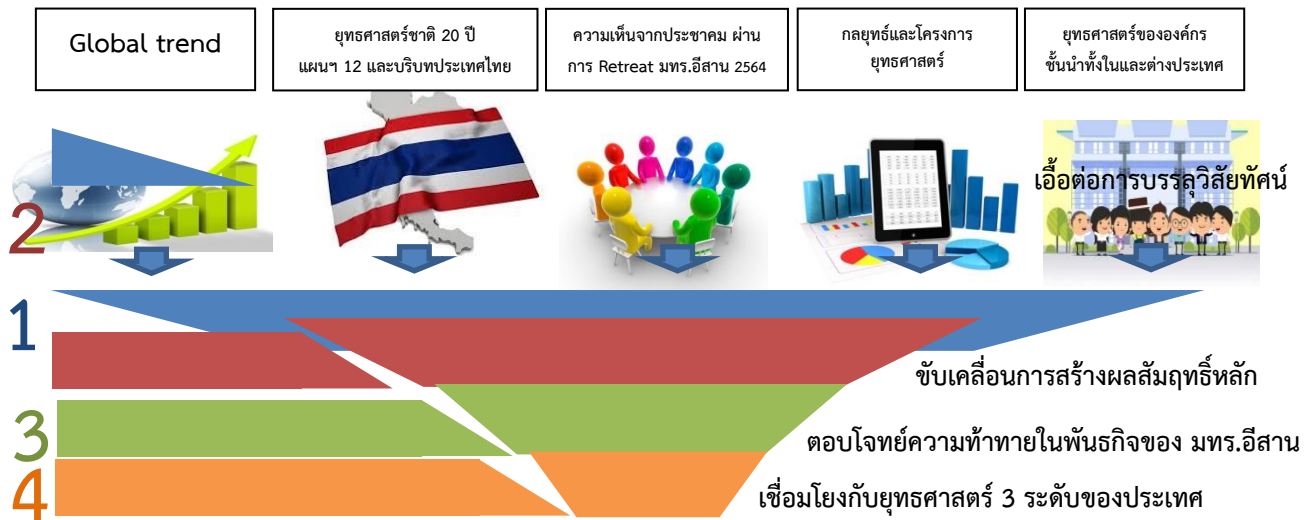 Global trend
ยุทธศาสตร์ชาติ 20 ปี
แผนฯ 12 และบริบทประเทศไทย
ความเห็นจากประชาคม ผ่าน
การ Retreat มทร.อีสาน 2564
กลยุทธ์และโครงการ
ยุทธศาสตร์
ยุทธศาสตร์ขององค์กร
ชั้นนำทั้งในและต่างประเทศ
เอื้อต่อการบรรลุวิสัยทัศน์
2
1
ขับเคลื่อนการสร้างผลสัมฤทธิ์หลัก
3
ตอบโจทย์ความท้าทายในพันธกิจของ มทร.อีสาน
4
เชื่อมโยงกับยุทธศาสตร์ 3 ระดับของประเทศ